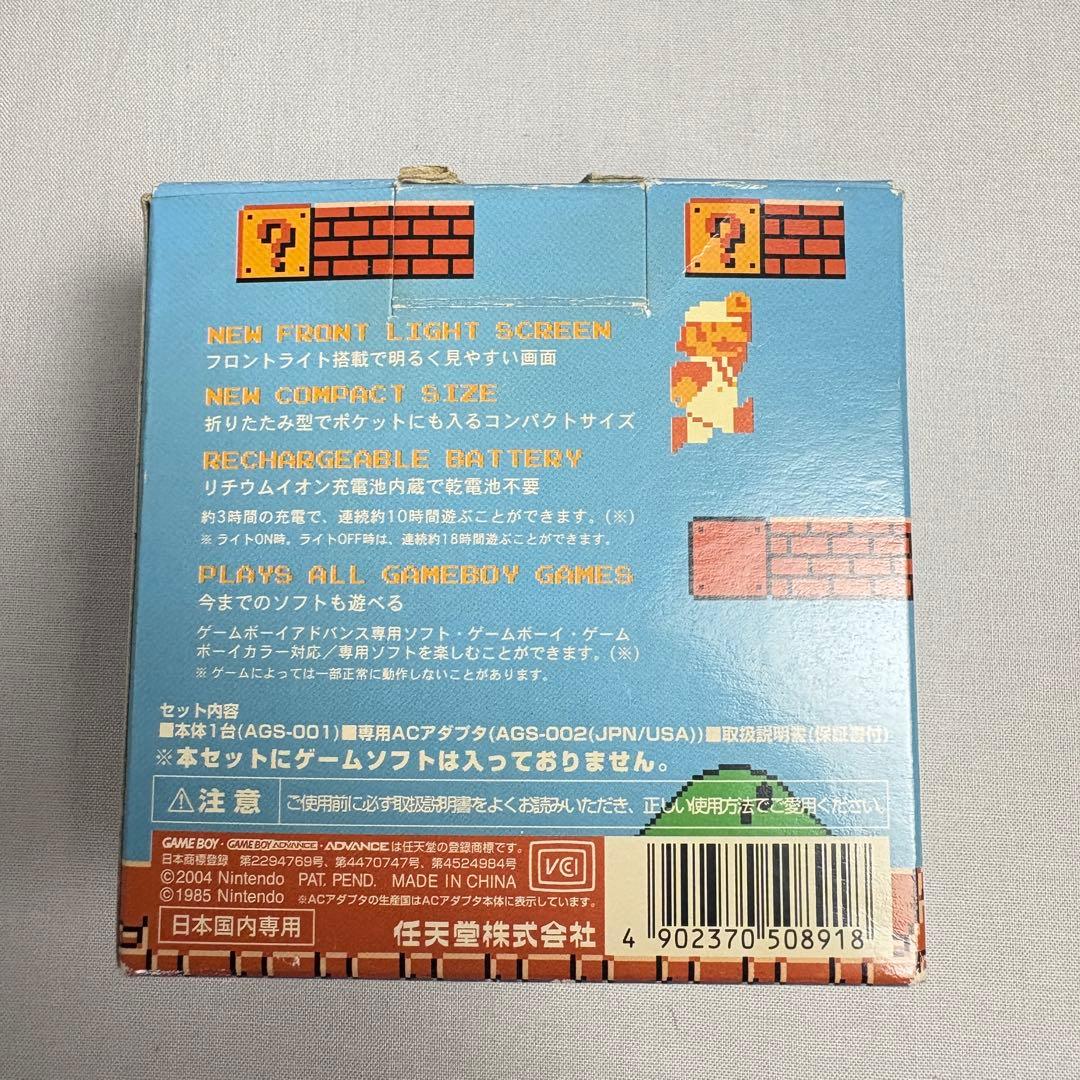 ? ?
NEW FRONT LIGHT SCREEN
フロントライト搭載で明るく見やすい画面
NEW COMPACT SIZE
折りたたみ型でポケットにも入るコンパクトサイズ
RECHARGEABLE BATTERY
リチウムイオン充電池内蔵で乾電池不要
約3時間の充電で、連続約10時間遊ぶことができます。(※)
※ ライトON時。ライトOFF時は、連続約18時間遊ぶことができます。
PLAYS ALL GAMEBOY GAMES
今までのソフトも遊べる
ゲームボーイアドバンス専用ソフト・ゲームボーイ・ゲーム
ボーイカラー対応／専用ソフトを楽しむことができます。(※)
※ ゲームによっては一部正常に動作しないことがあります。
セット内容
■本体1台(AGS-001)■専用ACアダプタ(AGS-002(JPN/USA))■取扱説明書(保証書付)
※本セットにゲームソフトは入っておりません。
⚠注意 ご使用前に必ず取扱説明書をよくお読みいただき、正しい使用方法でご愛用ください。
GAME BOY・GAME BOY ADVANCE・ADVANCEは任天堂の登録商標です。
日本商標登録 第2294769号、第4470747号、第4524984号
©2004 Nintendo PAT. PEND. MADE IN CHINA
©1985 Nintendo ※ACアダプタの生産国はACアダプタ本体に表示しています。
VCI
日本国内専用 任天堂株式会社
4 902370 508918